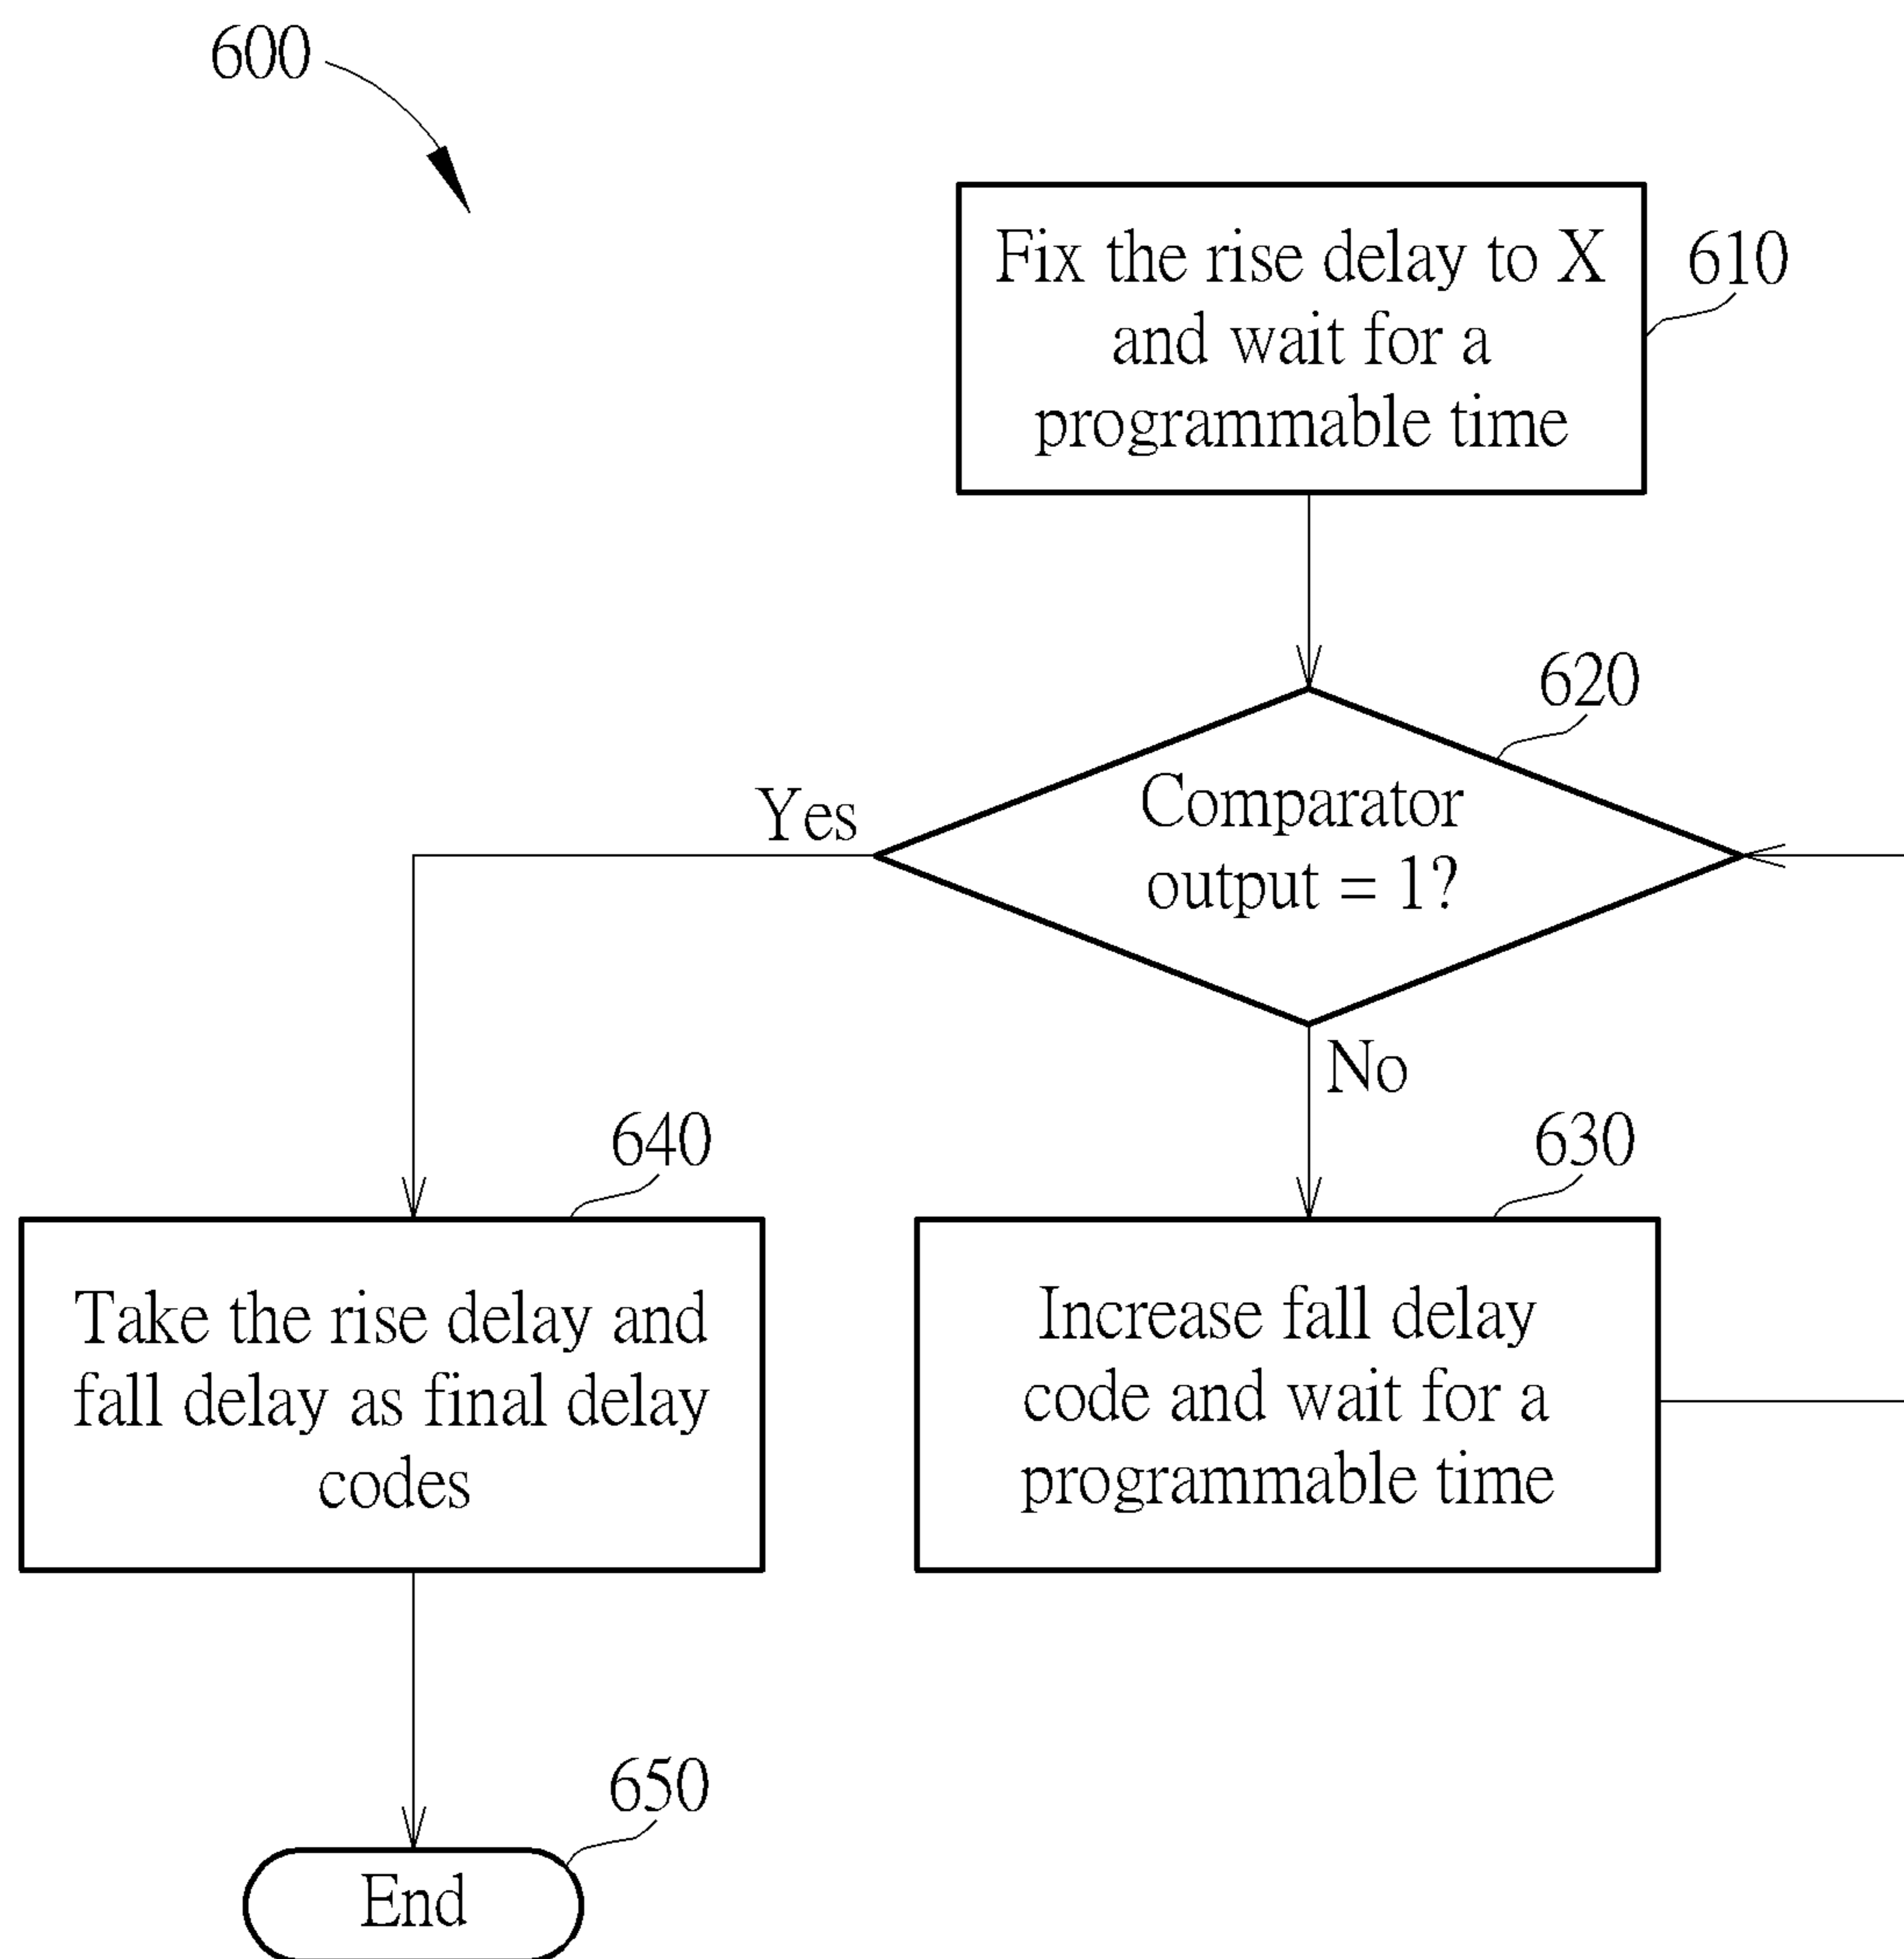 600
Fix the rise delay to X
and wait for a
programmable time
610
620
Comparator
output = 1?
Yes
No
640
630
Take the rise delay and
fall delay as final delay
codes
Increase fall delay
code and wait for a
programmable time
650
End